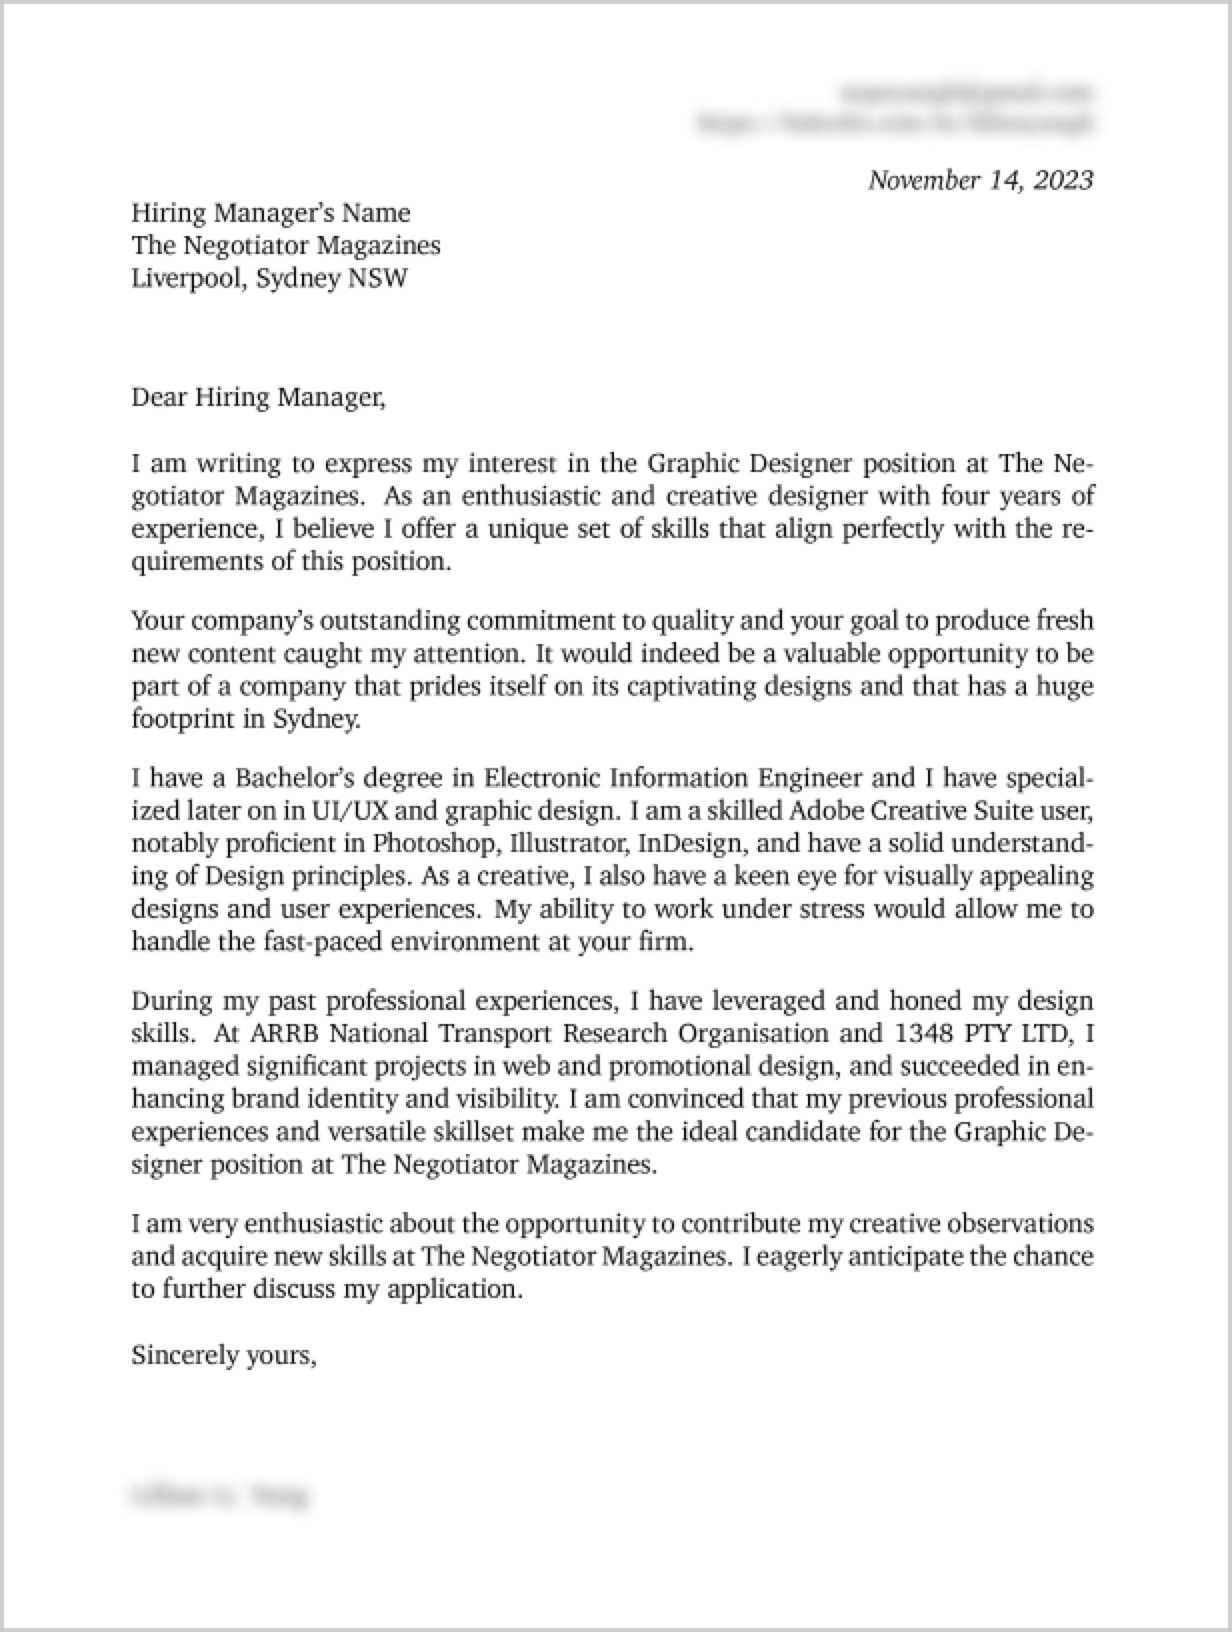 November 14, 2023
Hiring Manager’s Name
The Negotiator Magazines
Liverpool, Sydney NSW
Dear Hiring Manager,
I am writing to express my interest in the Graphic Designer position at The Ne-
gotiator Magazines. As an enthusiastic and creative designer with four years of
experience, I believe I offer a unique set of skills that align perfectly with the re-
quirements of this position.
Your company’s outstanding commitment to quality and your goal to produce fresh
new content caught my attention. It would indeed be a valuable opportunity to be
part of a company that prides itself on its captivating designs and that has a huge
footprint in Sydney.
I have a Bachelor’s degree in Electronic Information Engineer and I have special-
ized later on in UI/UX and graphic design. I am a skilled Adobe Creative Suite user,
notably proficient in Photoshop, Illustrator, InDesign, and have a solid understand-
ing of Design principles. As a creative, I also have a keen eye for visually appealing
designs and user experiences. My ability to work under stress would allow me to
handle the fast-paced environment at your firm.
During my past professional experiences, I have leveraged and honed my design
skills. At ARRB National Transport Research Organisation and 1348 PTY LTD, I
managed significant projects in web and promotional design, and succeeded in en-
hancing brand identity and visibility. I am convinced that my previous professional
experiences and versatile skillset make me the ideal candidate for the Graphic De-
signer position at The Negotiator Magazines.
I am very enthusiastic about the opportunity to contribute my creative observations
and acquire new skills at The Negotiator Magazines. I eagerly anticipate the chance
to further discuss my application.
Sincerely yours,